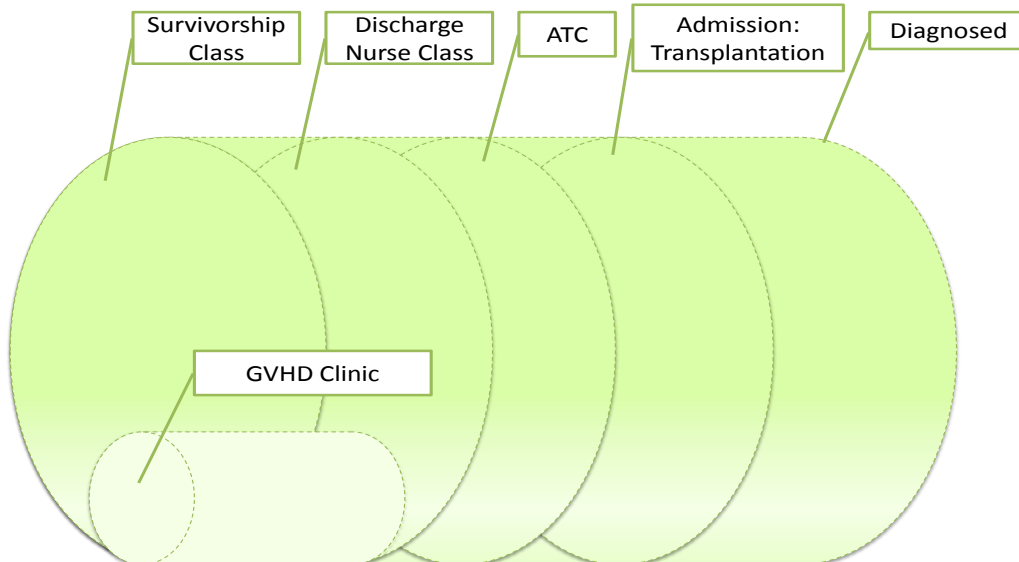 Survivorship
Class
Discharge
Nurse Class
ATC
Admission:
Transplantation
Diagnosed
GVHD Clinic